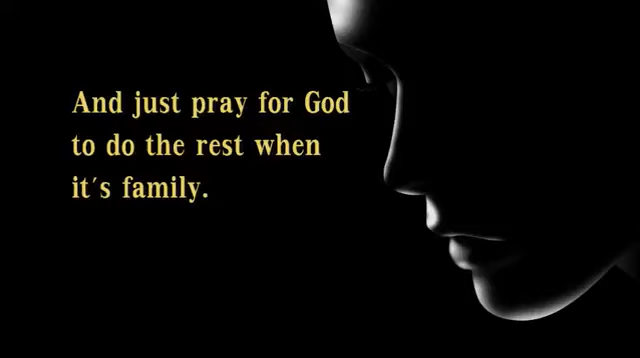 And just pray for God
to do the rest when
it's family.